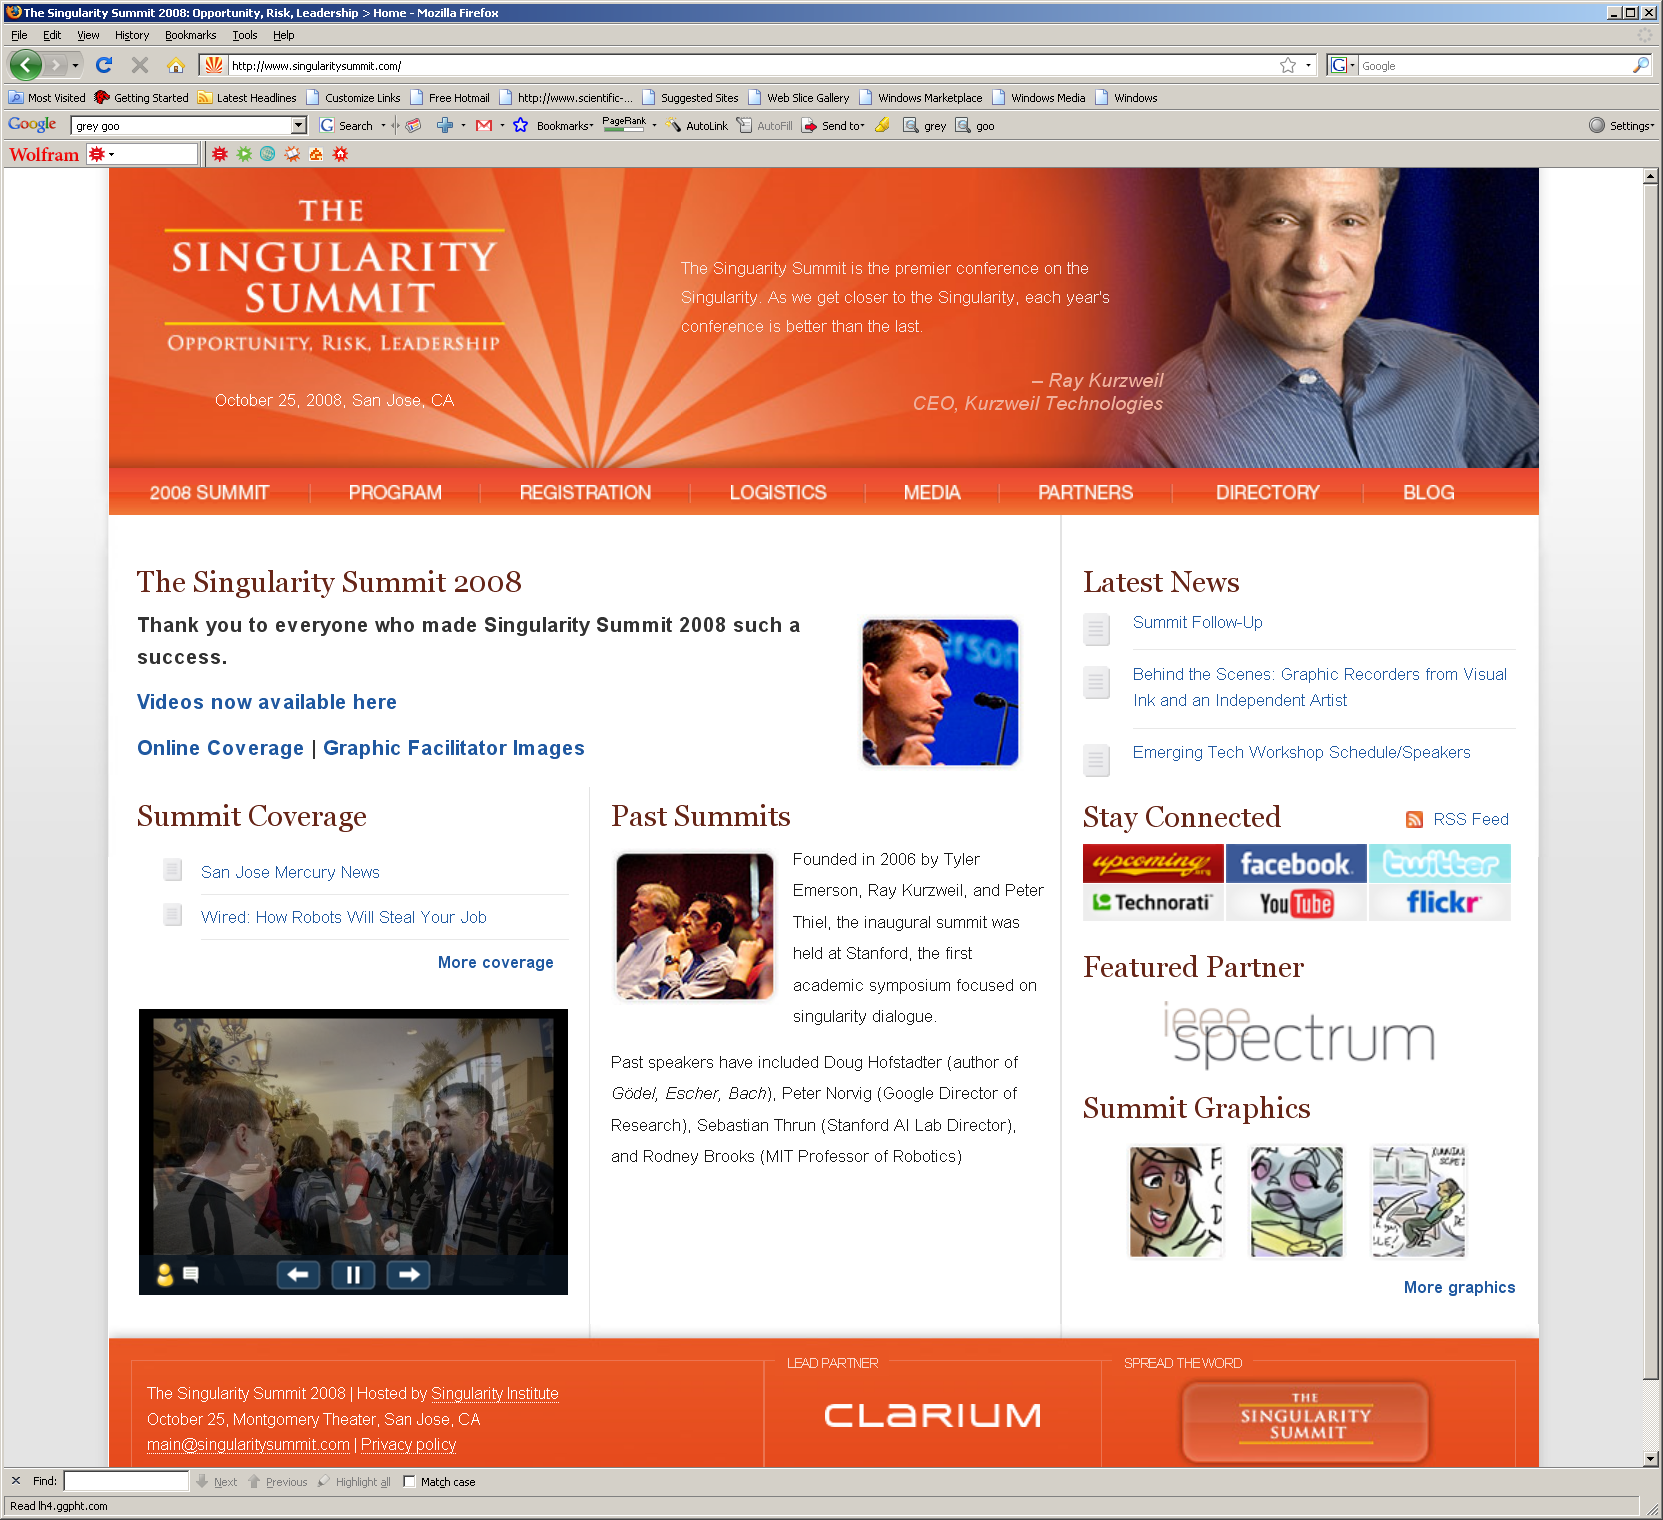 The Singularity Summit 2008: Opportunity, Risk, Leadership > Home - Mozilla Firefox
File Edit View History Bookmarks Tools Help
http://www.singularitysummit.com/
Google
Most Visited Getting Started Latest Headlines Customize Links Free Hotmail http://www.scientific-... Suggested Sites Web Slice Gallery Windows Marketplace Windows Media Windows
Google grey goo Search Bookmarks PageRank AutoLink AutoFill Send to grey goo Settings
Wolfram
THE
SINGULARITY
SUMMIT
OPPORTUNITY, RISK, LEADERSHIP
October 25, 2008, San Jose, CA
The Singuarity Summit is the premier conference on the
Singularity. As we get closer to the Singularity, each year's
conference is better than the last.
– Ray Kurzweil
CEO, Kurzweil Technologies
2008 SUMMIT PROGRAM REGISTRATION LOGISTICS MEDIA PARTNERS DIRECTORY BLOG
The Singularity Summit 2008
Thank you to everyone who made Singularity Summit 2008 such a
success.
Videos now available here
Online Coverage | Graphic Facilitator Images
erson
Summit Coverage
San Jose Mercury News
Wired: How Robots Will Steal Your Job
More coverage
Past Summits
Founded in 2006 by Tyler
Emerson, Ray Kurzweil, and Peter
Thiel, the inaugural summit was
held at Stanford, the first
academic symposium focused on
singularity dialogue.
Past speakers have included Doug Hofstadter (author of
Gödel, Escher, Bach), Peter Norvig (Google Director of
Research), Sebastian Thrun (Stanford AI Lab Director),
and Rodney Brooks (MIT Professor of Robotics)
Latest News
Summit Follow-Up
Behind the Scenes: Graphic Recorders from Visual
Ink and an Independent Artist
Emerging Tech Workshop Schedule/Speakers
Stay Connected
RSS Feed
upcoming.org facebook. twitter
Technorati YouTube flickr
Featured Partner
ieee
spectrum
Summit Graphics
More graphics
The Singularity Summit 2008 | Hosted by Singularity Institute
October 25, Montgomery Theater, San Jose, CA
main@singularitysummit.com | Privacy policy
LEAD PARTNER
CLARIUM
SPREAD THE WORD
THE
SINGULARITY
SUMMIT
Find: Next Previous Highlight all Match case
Read lh4.ggpht.com